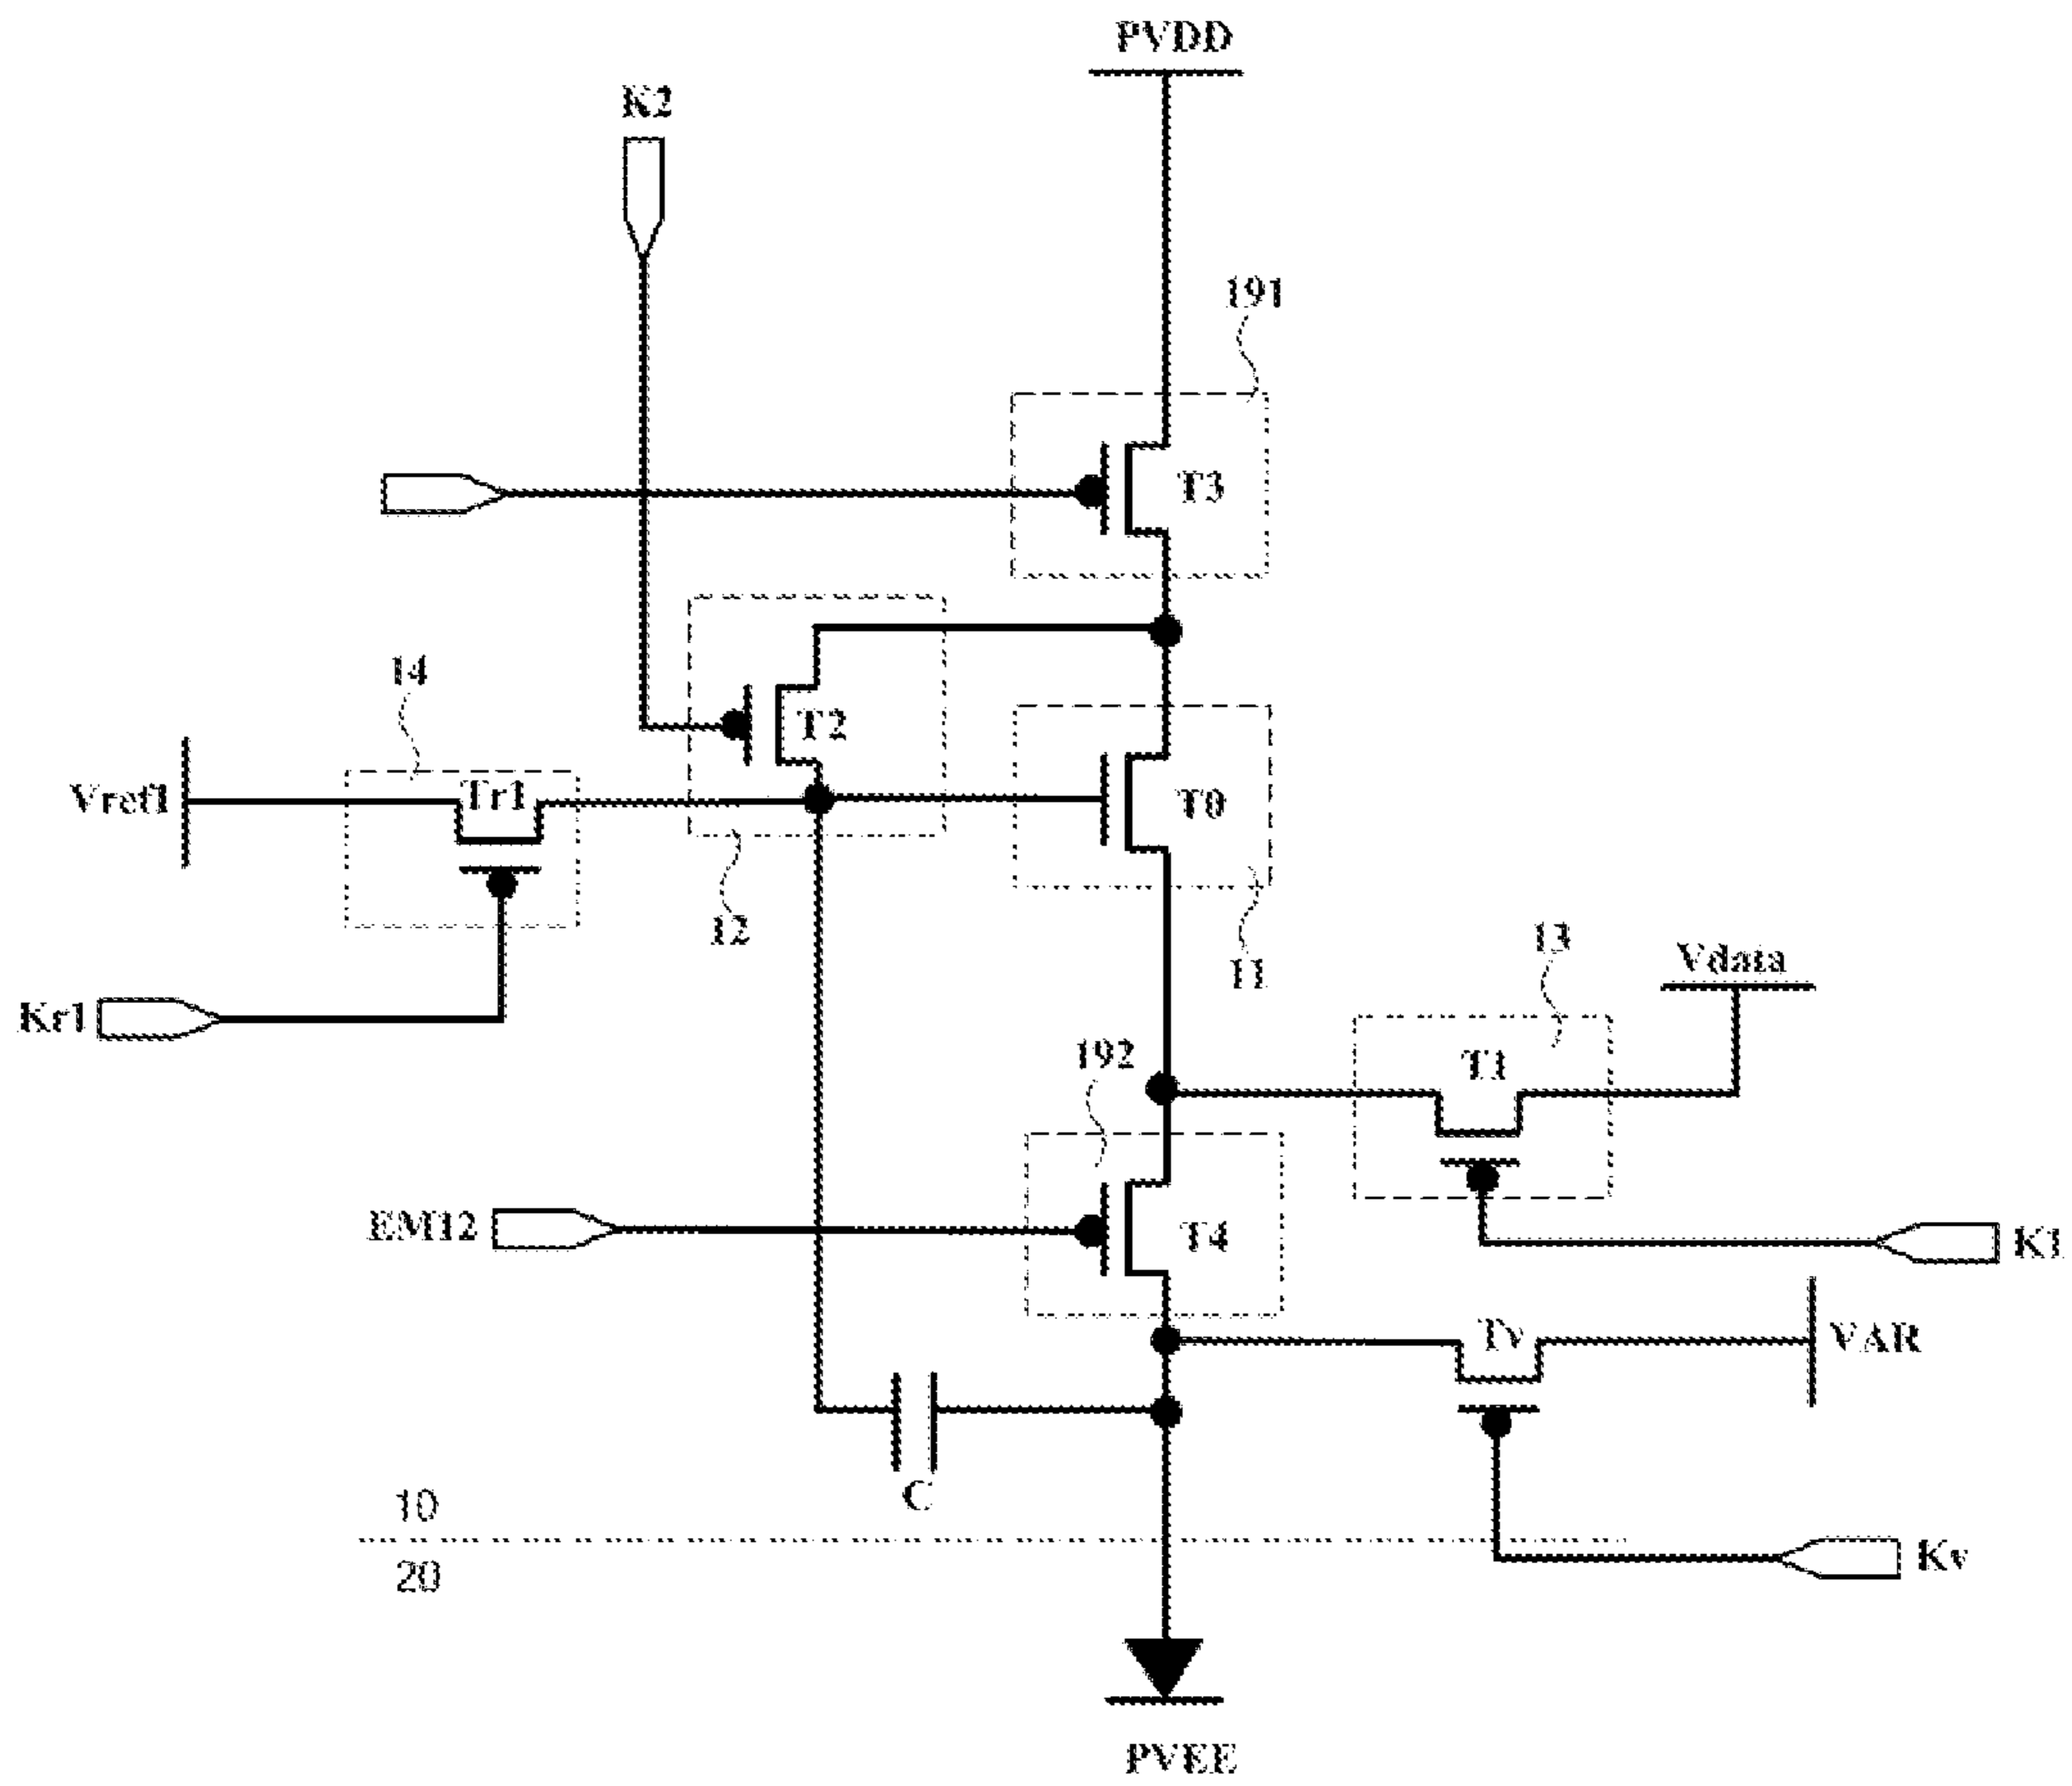 PVDD
K2
191
T3
14
T2
Vref1
Tr1
T0
12
11
13
Vdata
Kr1
192
T1
EM12
T4
K1
Tv
VAR
C
10
20
Kv
PVEE